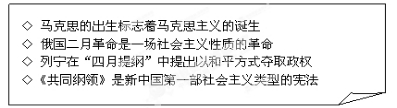 ◇ 马克思的出生标志着马克思主义的诞生
◇ 俄国二月革命是一场社会主义性质的革命
◇ 列宁在“四月提纲”中提出以和平方式夺取政权
◇《共同纲领》是新中国第一部社会主义类型的宪法